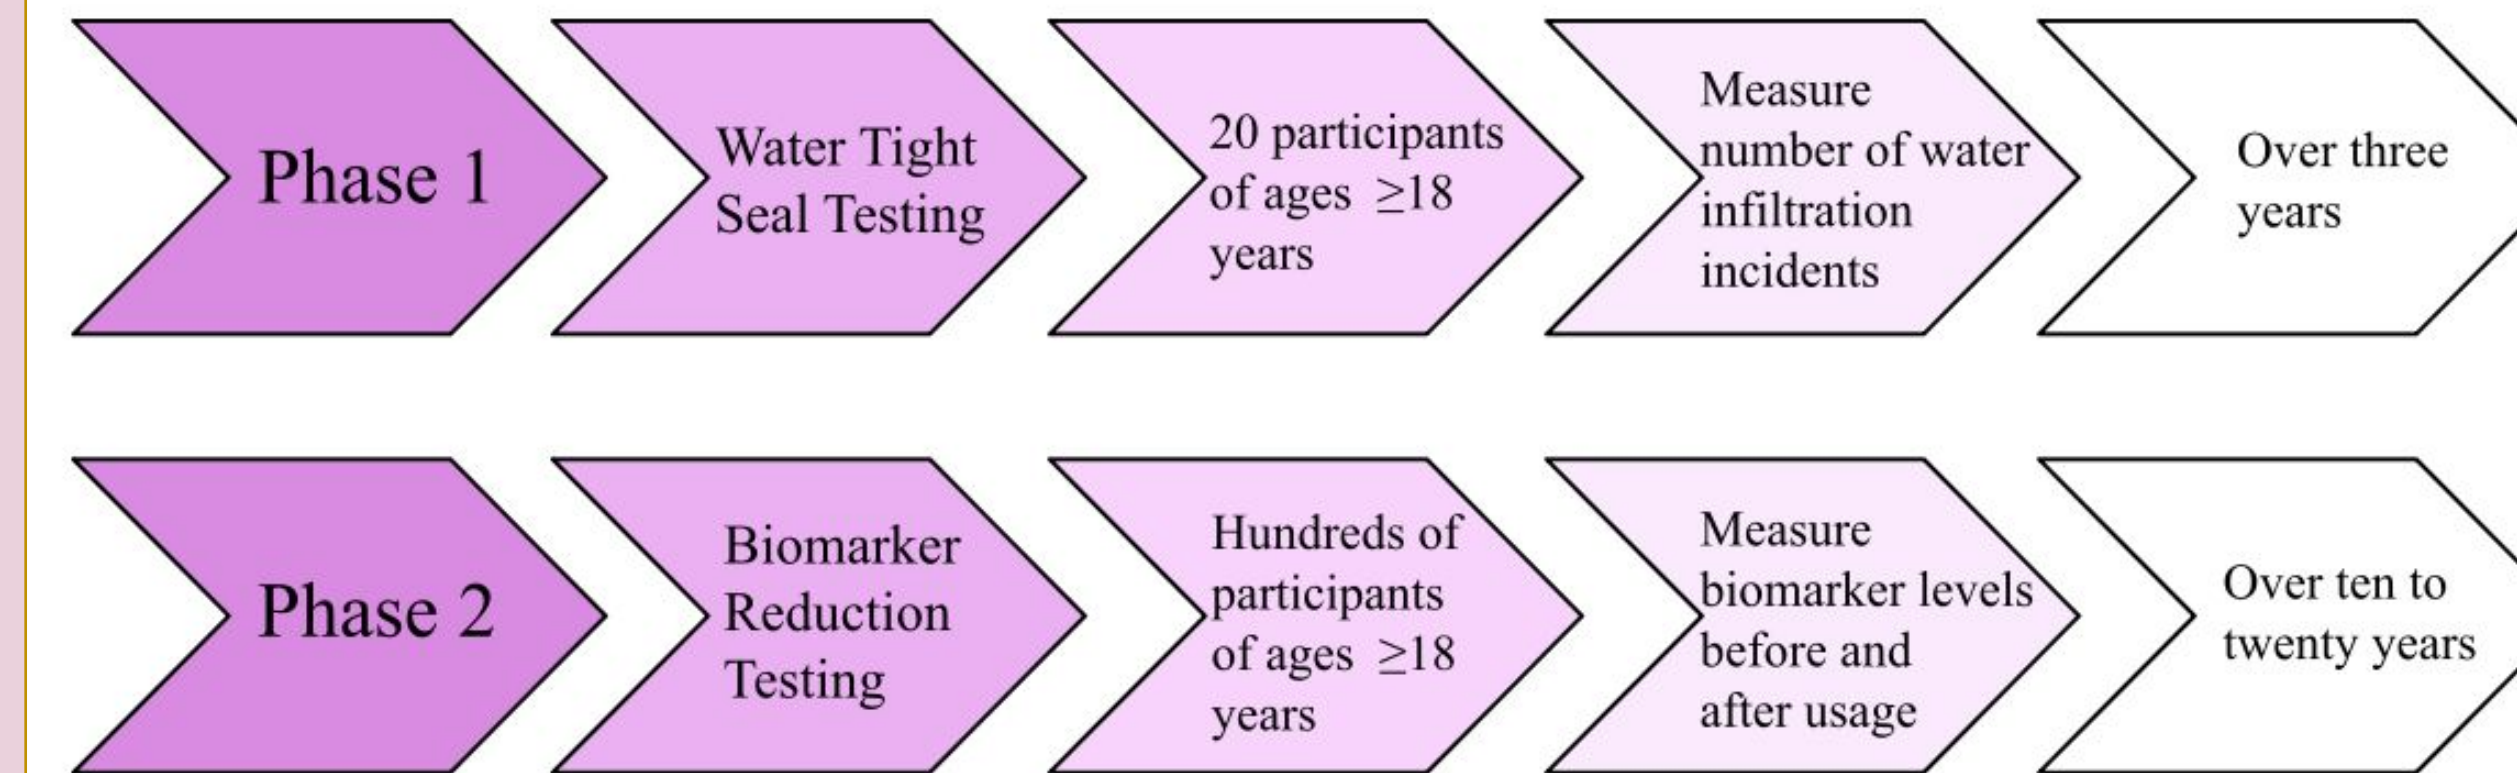 Phase 1
Water Tight
Seal Testing
20 participants
of ages ≥18
years
Measure
number of water
infiltration
incidents
Over three
years
Phase 2
Biomarker
Reduction
Testing
Hundreds of
participants
of ages ≥18
years
Measure
biomarker levels
before and
after usage
Over ten to
twenty years